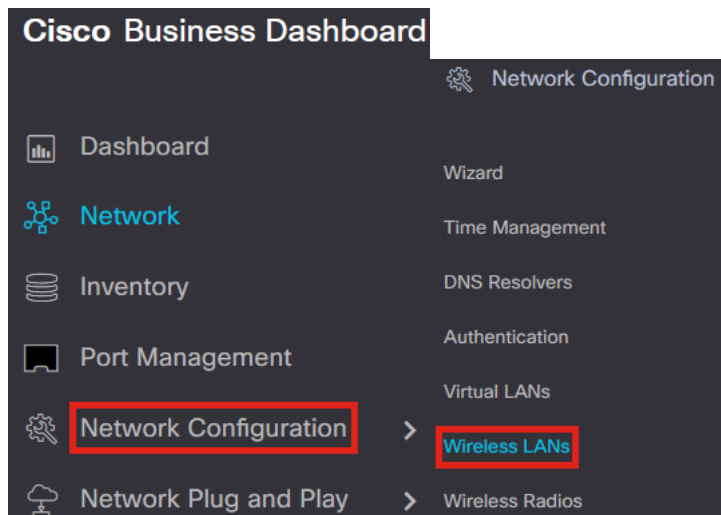 Cisco Business Dashboard
Dashboard
Network
Inventory
Port Management
Network Configuration
Network Plug and Play
Network Configuration
Wizard
Time Management
DNS Resolvers
Authentication
Virtual LANs
Wireless LANs
Wireless Radios